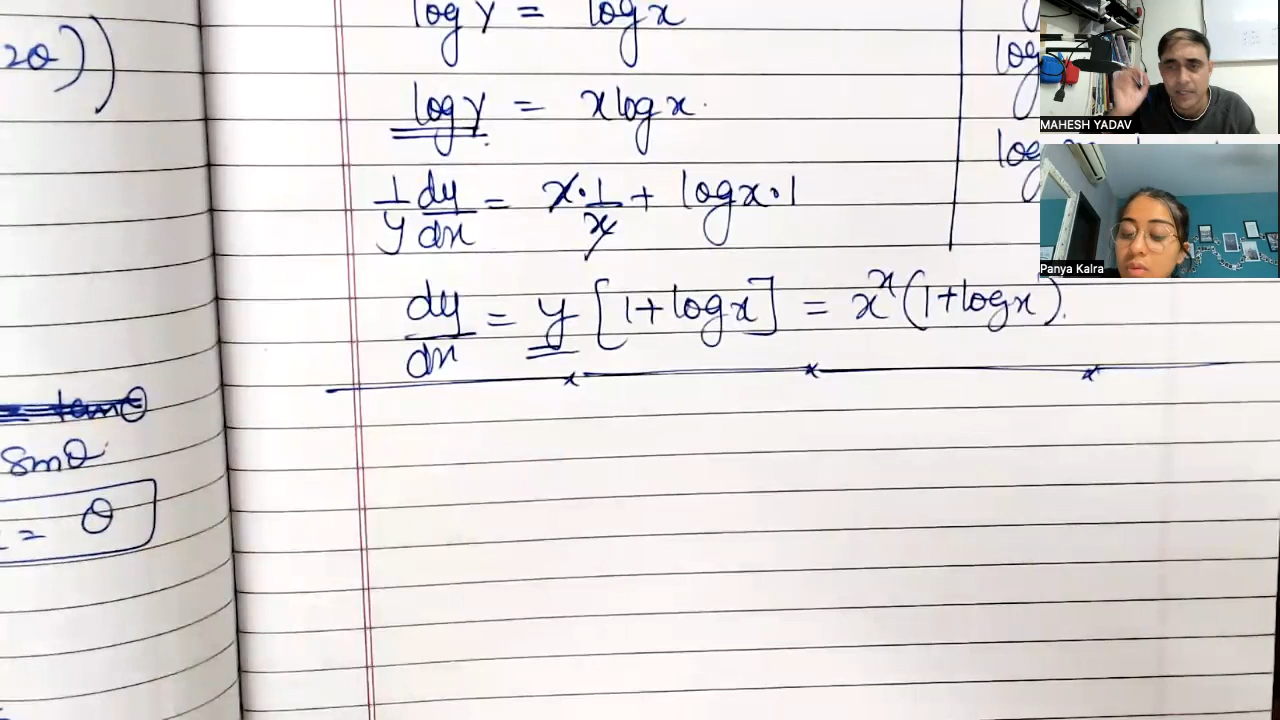 2θ))
= tanθ
Sinθ
= θ
log y = log x
log y = x log x.
1/y dy/dx = x · 1/x + log x · 1
dy/dx = y [1 + log x] = x^x (1 + log x).
log
log
MAHESH YADAV
Panya Kalra